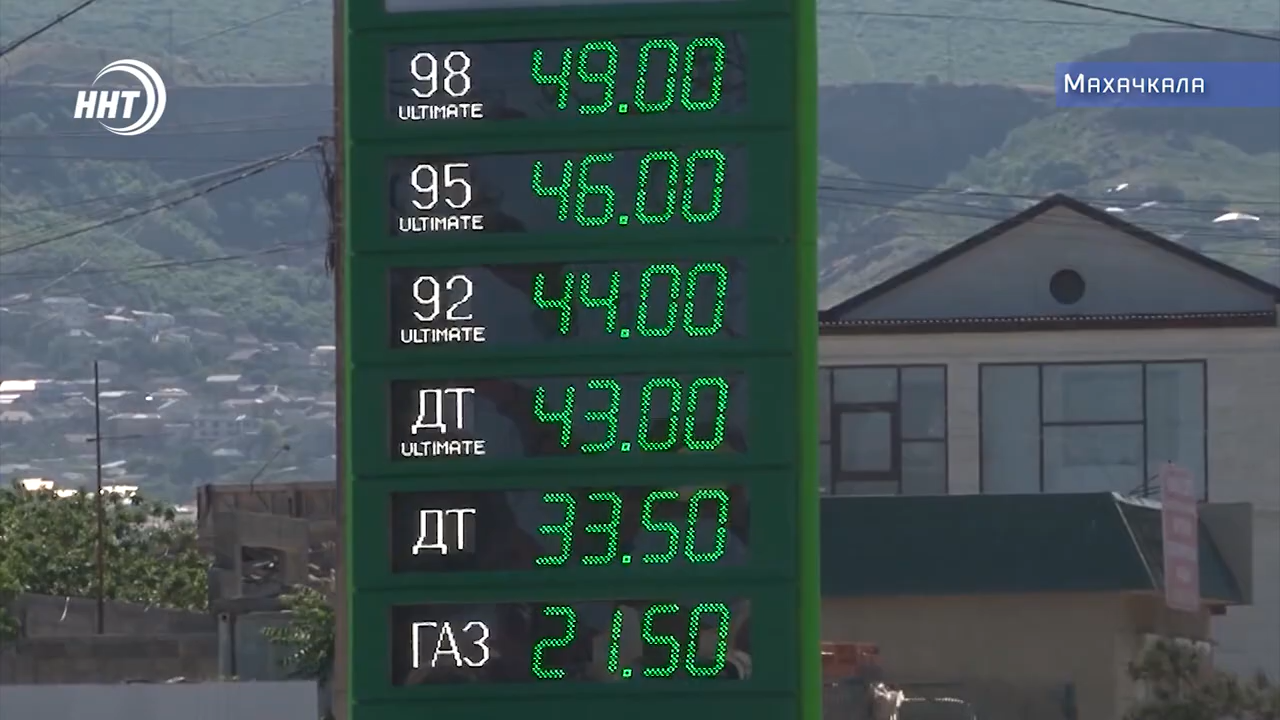 ННТ
Махачкала
98 49.00
ULTIMATE
95 46.00
ULTIMATE
92 44.00
ULTIMATE
ДТ 43.00
ULTIMATE
ДТ 33.50
ГАЗ 21.50